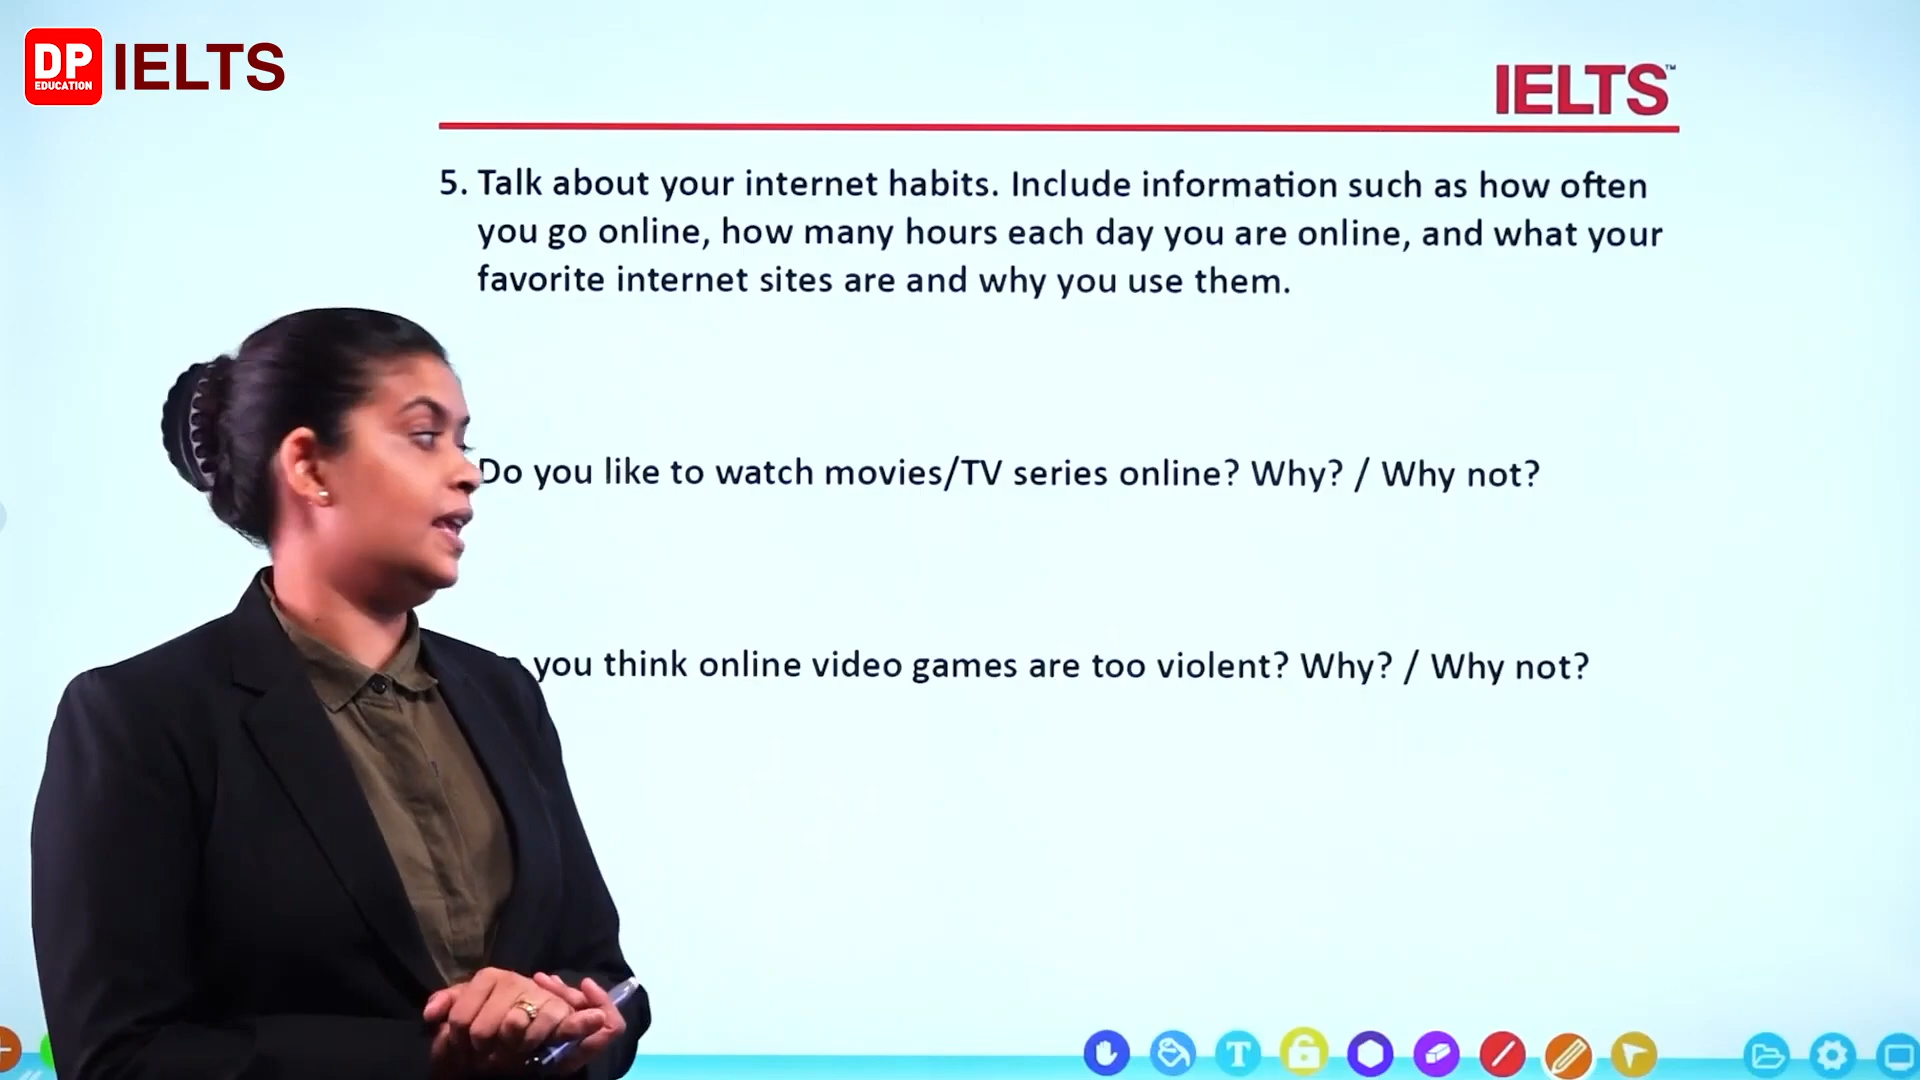 DP
EDUCATION
IELTS
IELTS™
5. Talk about your internet habits. Include information such as how often
you go online, how many hours each day you are online, and what your
favorite internet sites are and why you use them.
Do you like to watch movies/TV series online? Why? / Why not?
you think online video games are too violent? Why? / Why not?
T